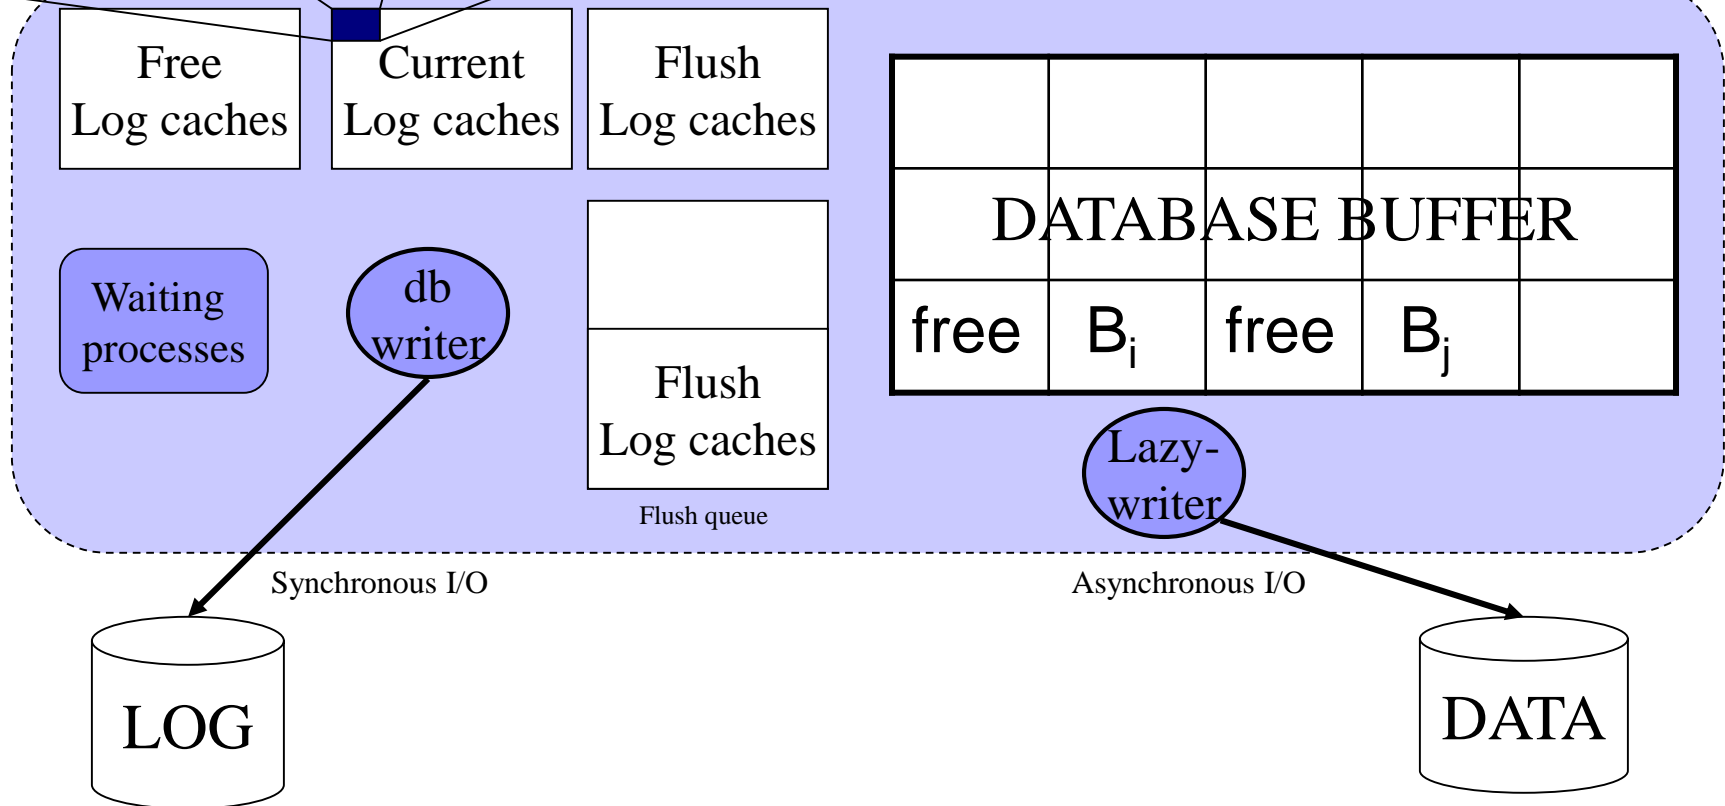 Free
Log caches
Current
Log caches
Flush
Log caches
DATABASE BUFFER
free
Bi
free
Bj
Waiting
processes
db
writer
Flush
Log caches
Flush queue
Lazy-
writer
Synchronous I/O
Asynchronous I/O
LOG
DATA